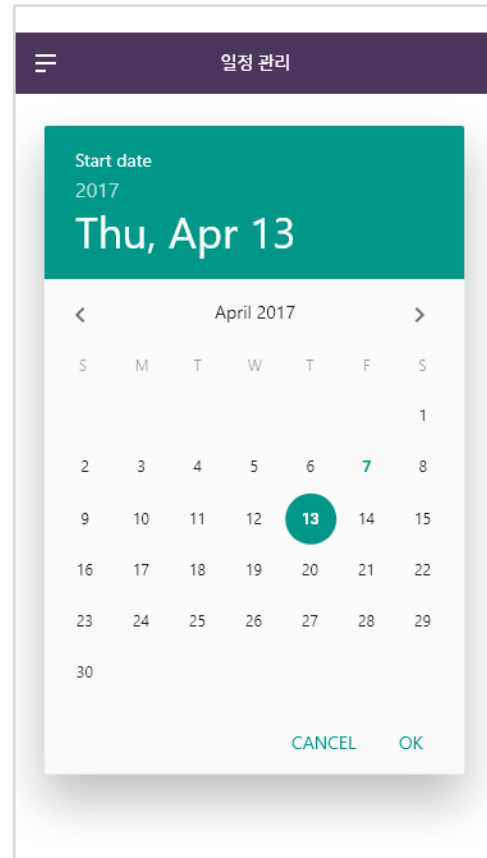 일정 관리
Start date
2017
Thu, Apr 13
April 2017
S M T W T F S
1
2 3 4 5 6 7 8
9 10 11 12 13 14 15
16 17 18 19 20 21 22
23 24 25 26 27 28 29
30
CANCEL OK